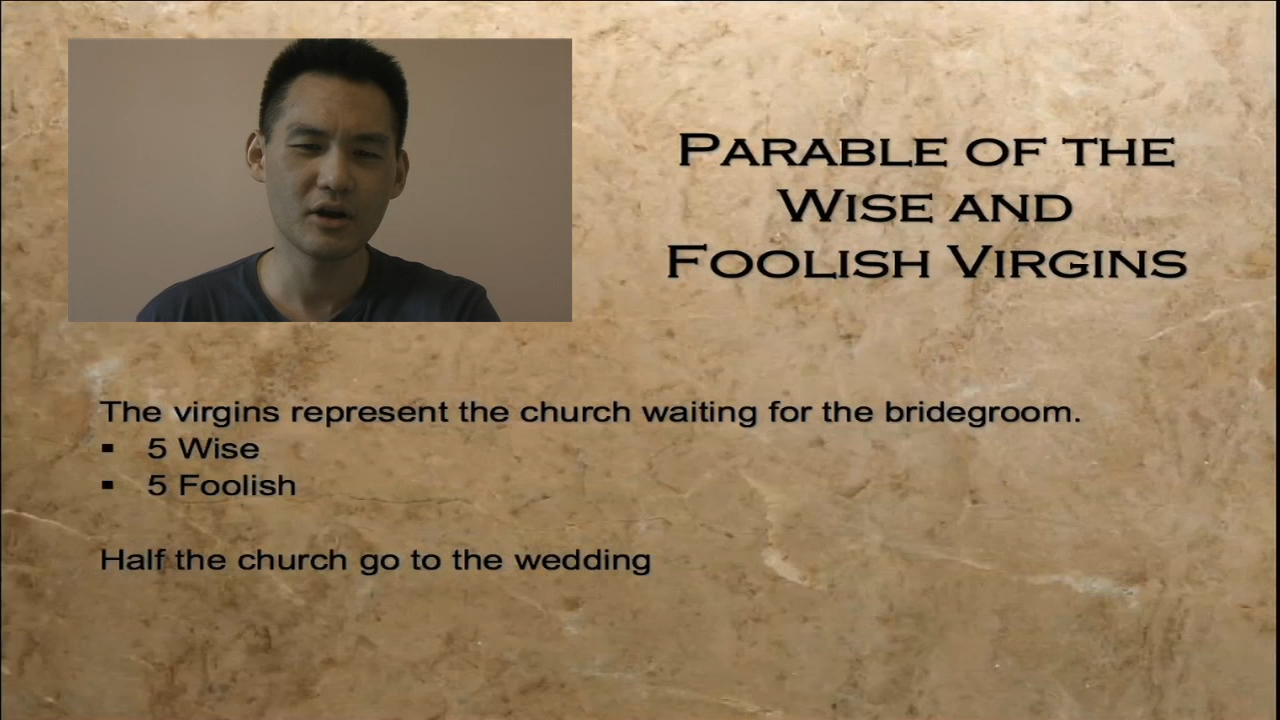 PARABLE OF THE
WISE AND
FOOLISH VIRGINS
The virgins represent the church waiting for the bridegroom.
▪ 5 Wise
▪ 5 Foolish
Half the church go to the wedding